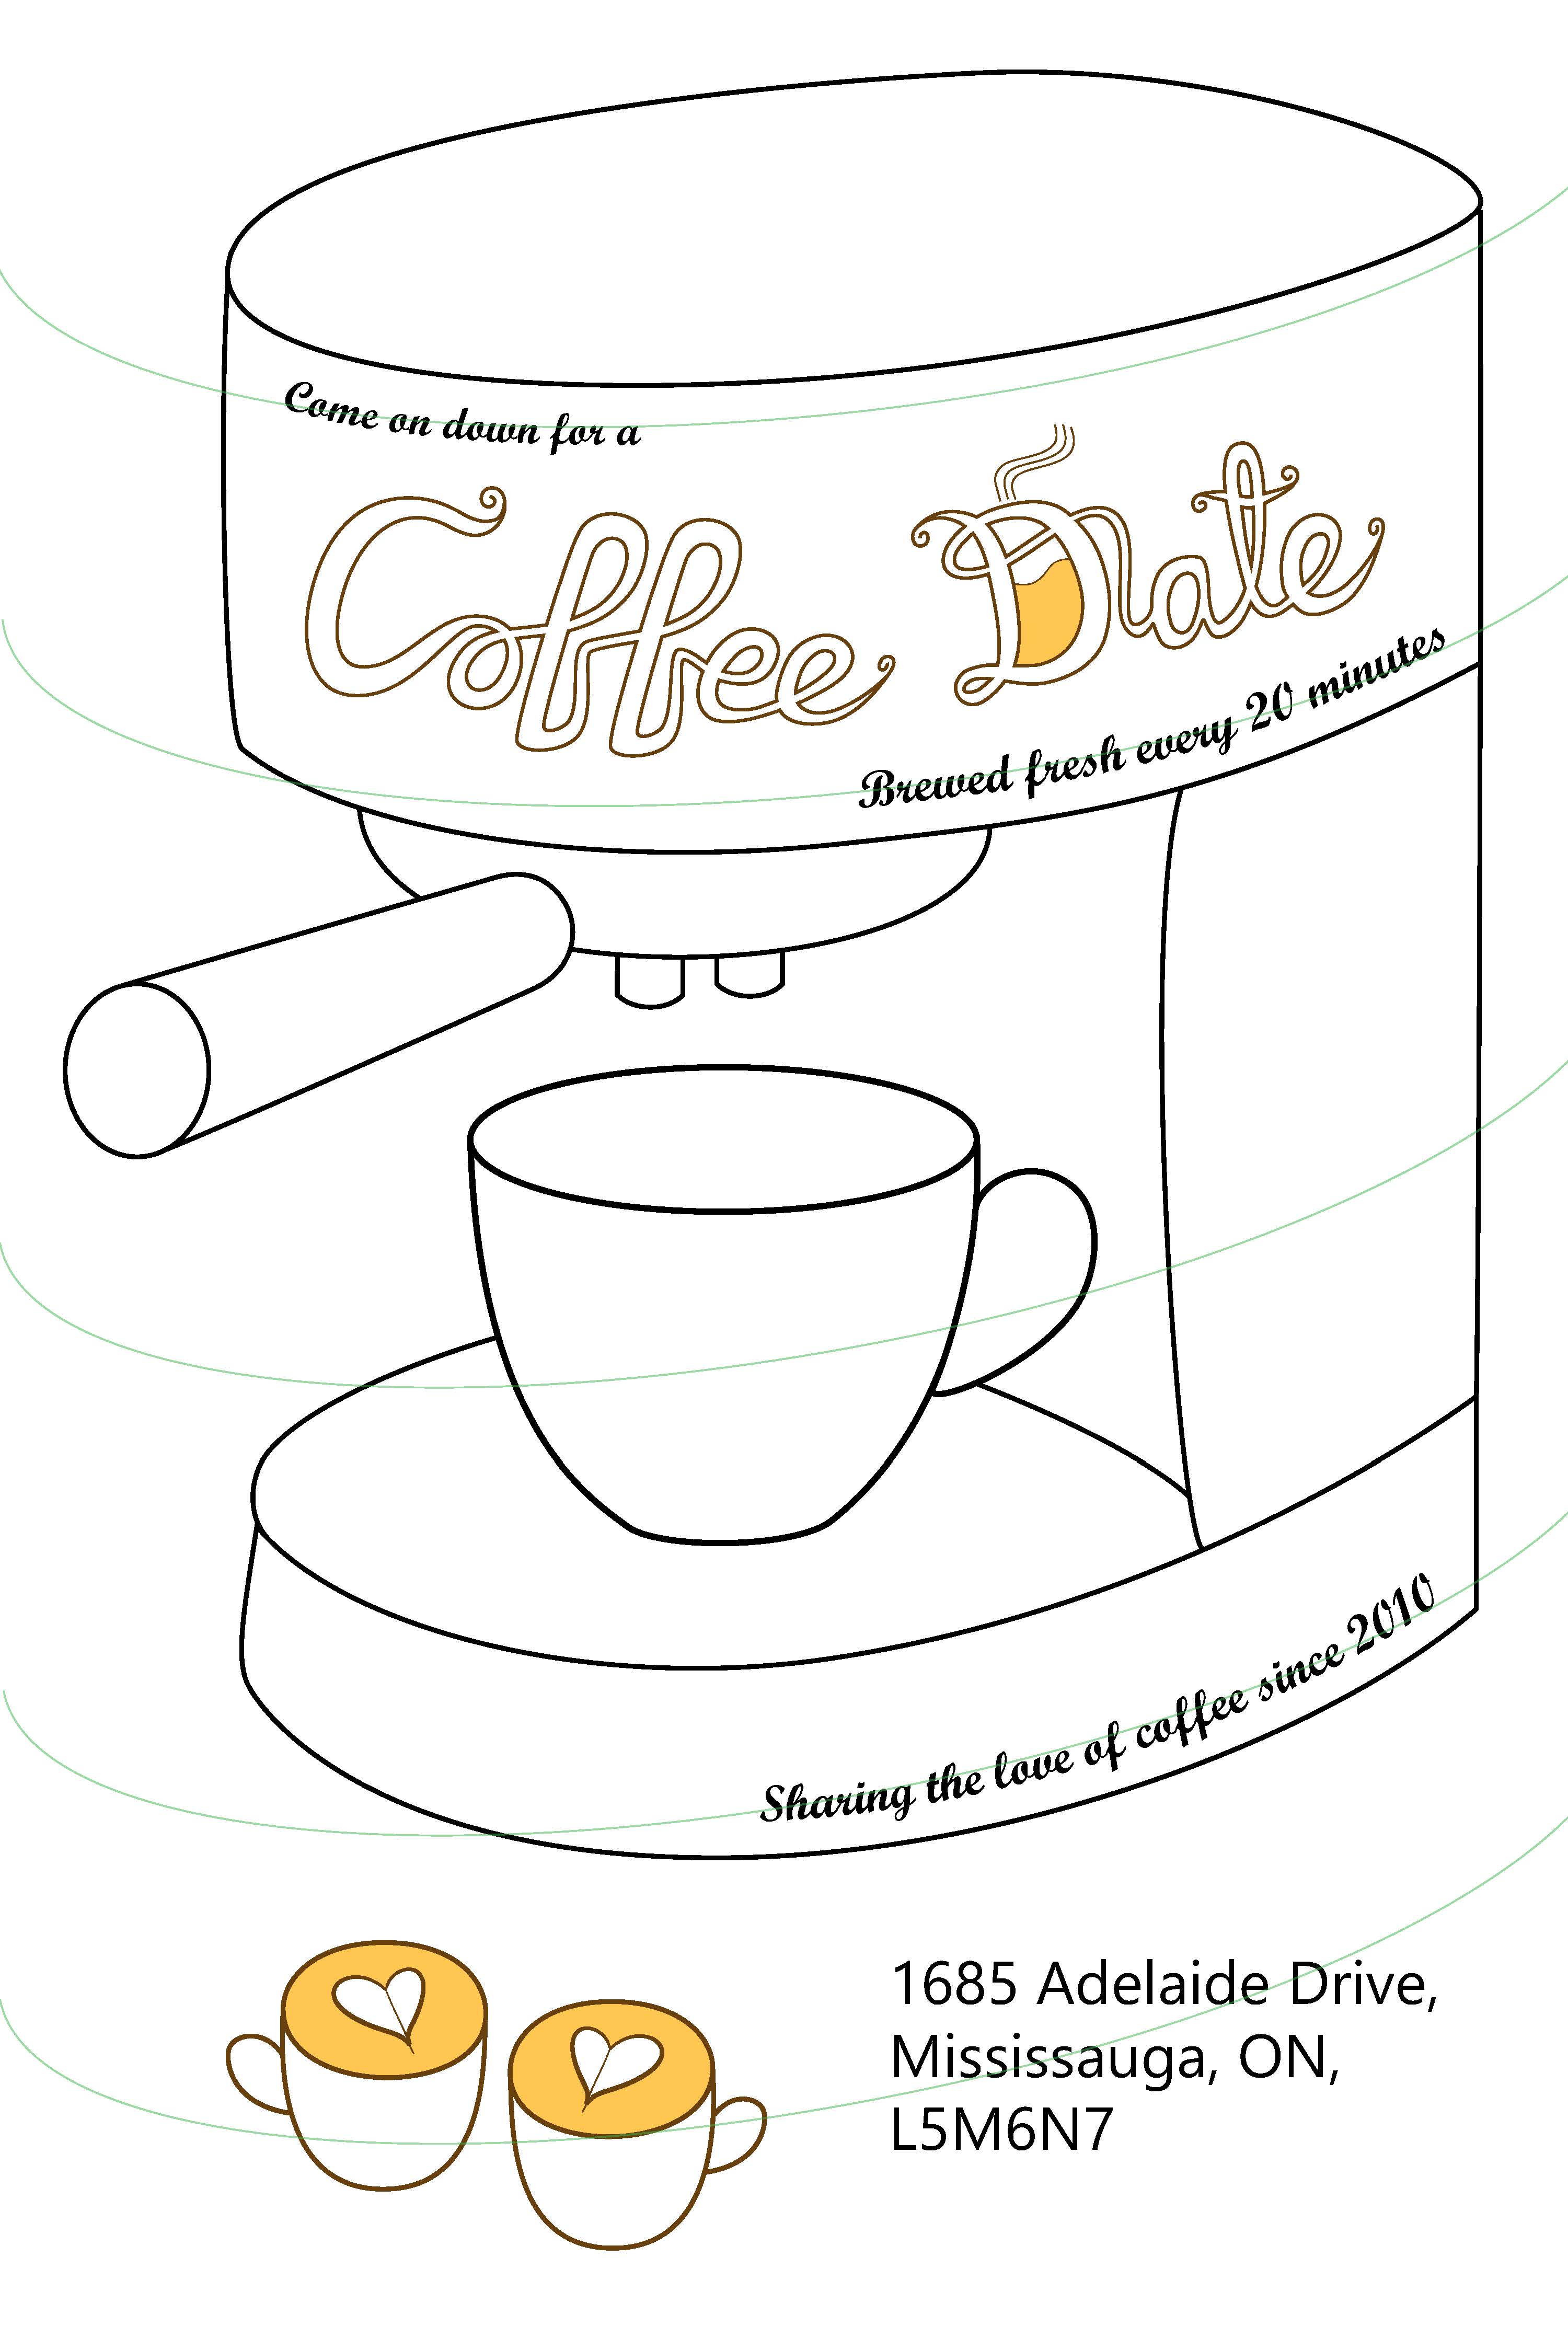 Come on down for a
Coffee Date
Brewed fresh every 20 minutes
Sharing the love of coffee since 2010
1685 Adelaide Drive,
Mississauga, ON,
L5M6N7